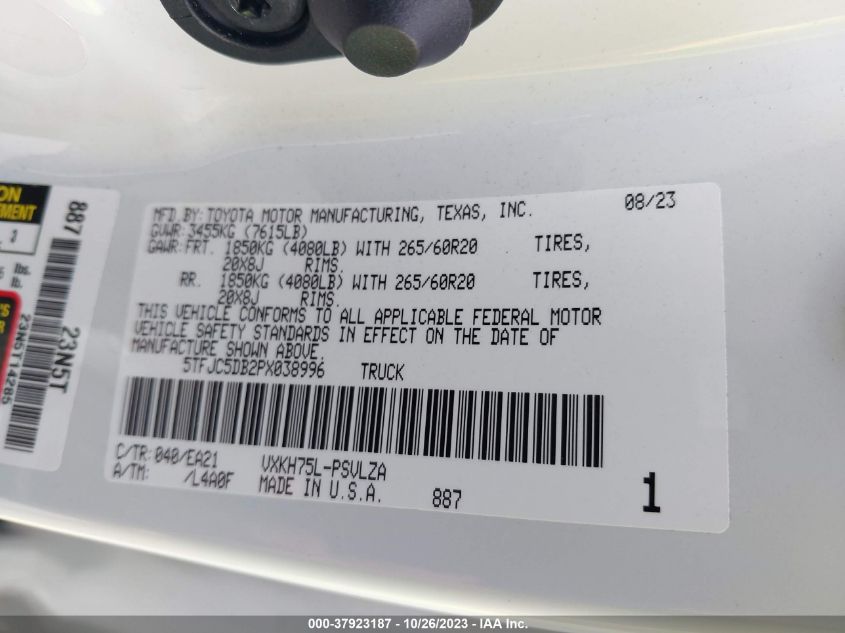 MFD.BY: TOYOTA MOTOR MANUFACTURING, TEXAS, INC. 08/23
GVWR: 3455KG (7615LB)
GAWR: FRT. 1850KG (4080LB) WITH 265/60R20 TIRES,
20X8J RIMS.
RR. 1850KG (4080LB) WITH 265/60R20 TIRES,
20X8J RIMS.
THIS VEHICLE CONFORMS TO ALL APPLICABLE FEDERAL MOTOR
VEHICLE SAFETY STANDARDS IN EFFECT ON THE DATE OF
MANUFACTURE SHOWN ABOVE.
5TFJC5DB2PX038996 TRUCK
C/TR: 040/EA21 VXKH75L-PSVLZA
A/TM: /L4A0F MADE IN U.S.A. 887
1
887
23N5T
23N5T14285
lbs.
lb.
000-37923187 - 10/26/2023 - IAA Inc.